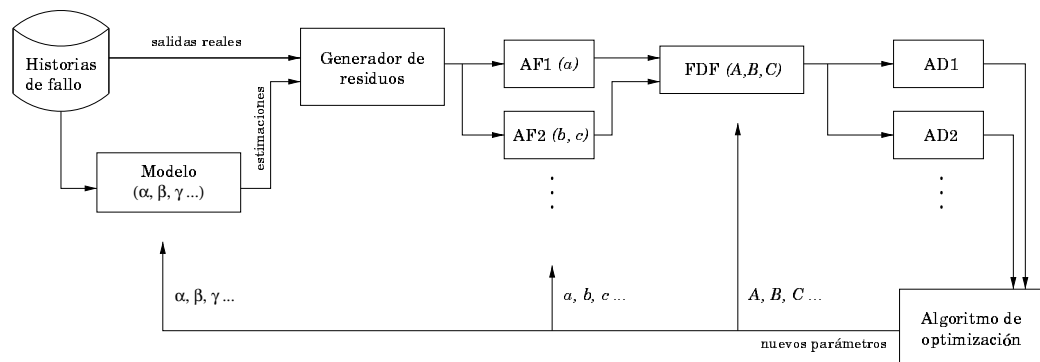 Historias
de fallo
salidas reales
Generador de
residuos
AF1 (a)
FDF (A,B,C)
AD1
estimaciones
AF2 (b, c)
AD2
Modelo
(α, β, γ ...)
α, β, γ ...
a, b, c ...
A, B, C ...
nuevos parámetros
Algoritmo de
optimización